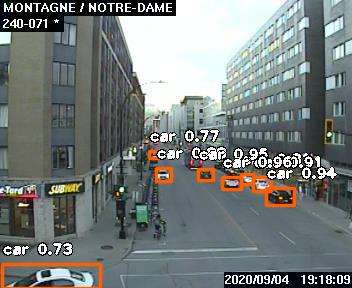 MONTAGNE / NOTRE-DAME
240-071 *
car 0.77
car 0.95
car 0.94
e-Tard
SUBWAY
car 0.73
2020/09/04 19:18:09